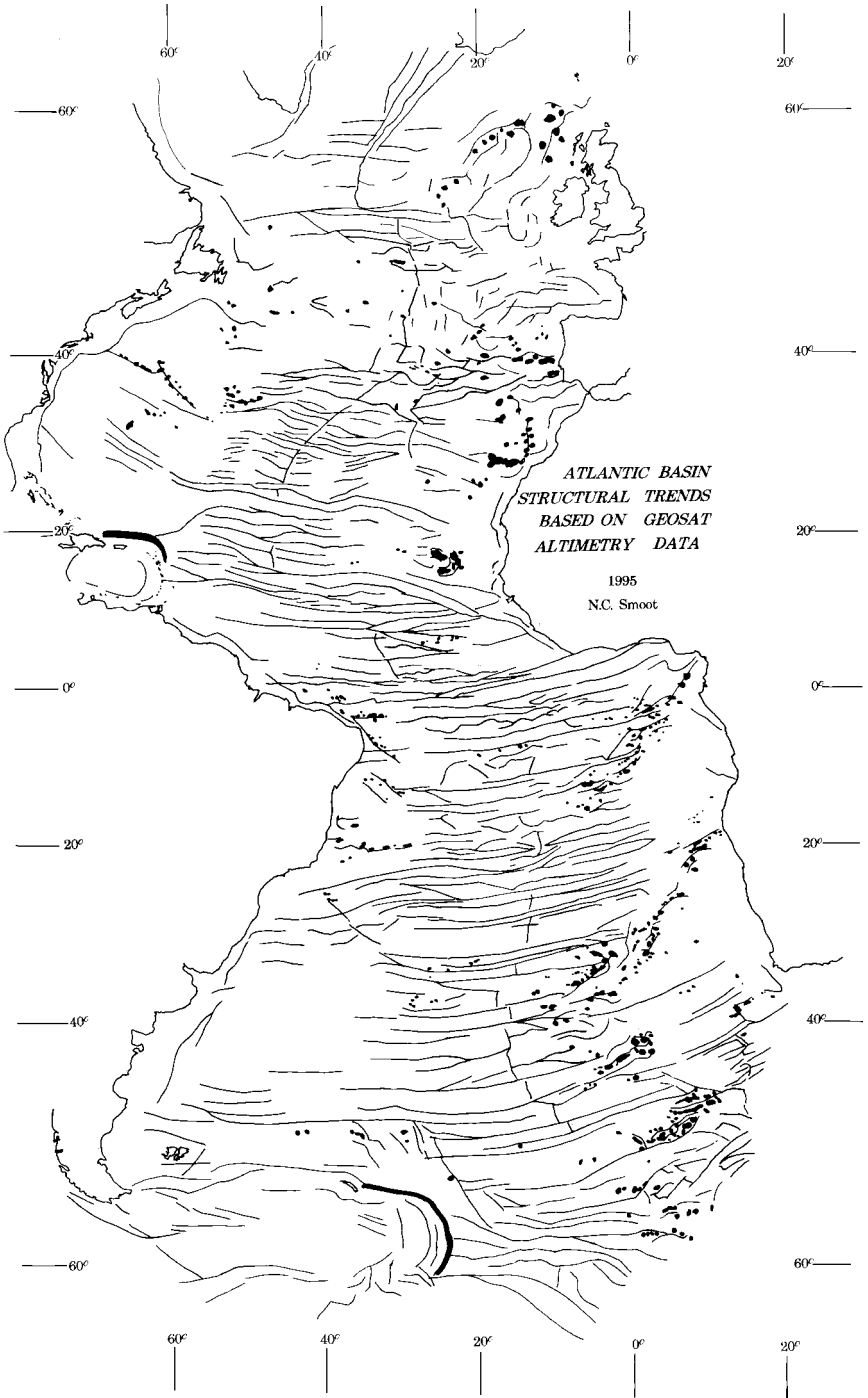 60° 40° 20° 0° 20°
60° 60°
40° 40°
ATLANTIC BASIN
STRUCTURAL TRENDS
BASED ON GEOSAT
ALTIMETRY DATA
20°
1995
N.C. Smoot
0° 0°
20° 20°
40° 40°
60° 60°
60° 40° 20° 0° 20°